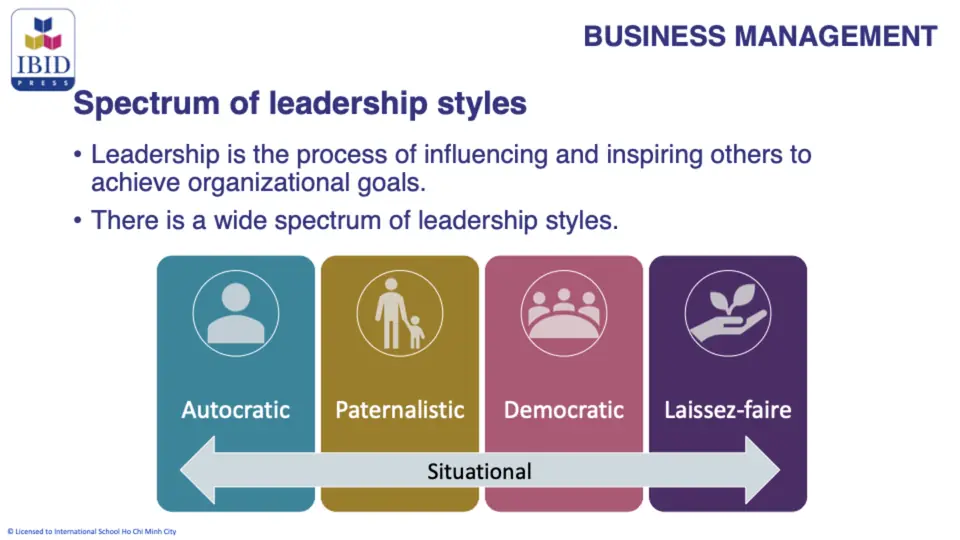 IBID
PRESS
BUSINESS MANAGEMENT
Spectrum of leadership styles
• Leadership is the process of influencing and inspiring others to
achieve organizational goals.
• There is a wide spectrum of leadership styles.
Autocratic
Paternalistic
Democratic
Laissez-faire
Situational
© Licensed to International School Ho Chi Minh City